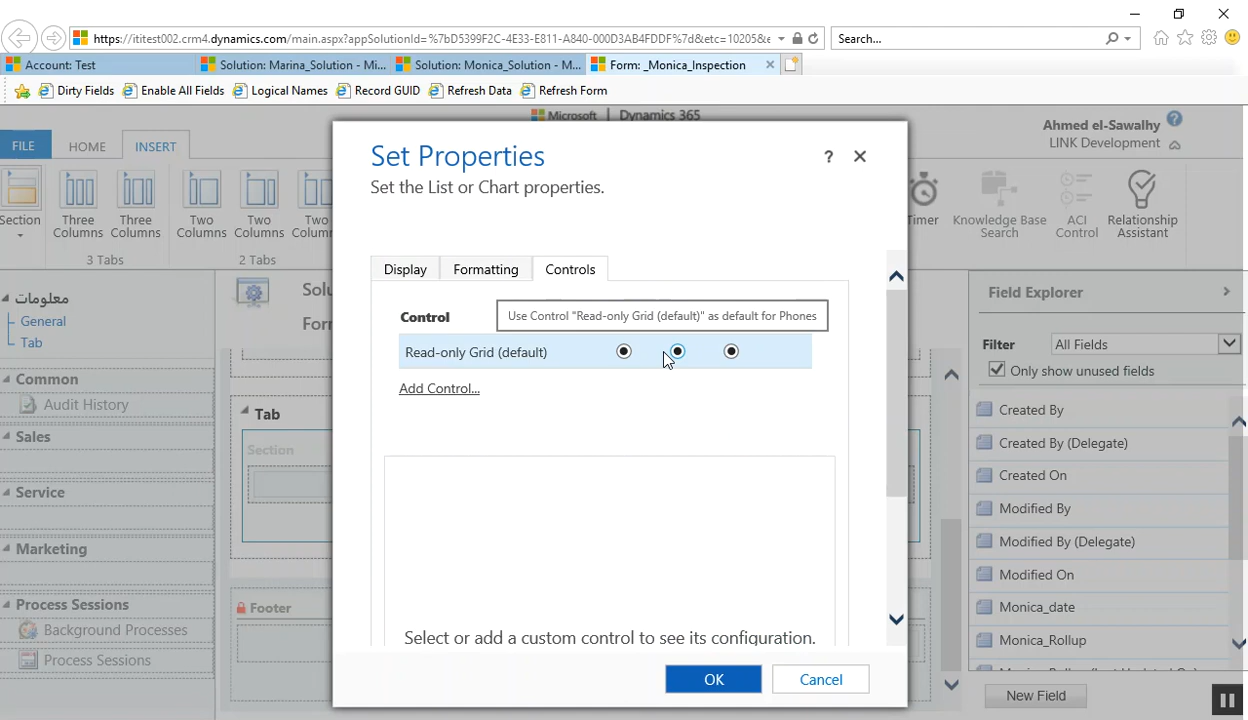 https://ititest002.crm4.dynamics.com/main.aspx?appSolutionId=%7bD5399F2C-4E33-E811-A840-000D3AB4FDDF%7d&etc=10205&e
Search...
Account: Test
Solution: Marina_Solution - Mi...
Solution: Monica_Solution - M...
Form: _Monica_Inspection
Dirty Fields
Enable All Fields
Logical Names
Record GUID
Refresh Data
Refresh Form
Microsoft | Dynamics 365
FILE
HOME
INSERT
Ahmed el-Sawalhy
LINK Development
Section
Three Columns
Three Columns
3 Tabs
Two Columns
Two Columns
2 Tabs
Timer
Knowledge Base Search
ACI Control
Relationship Assistant
Set Properties
Set the List or Chart properties.
Display
Formatting
Controls
Control
Use Control "Read-only Grid (default)" as default for Phones
Read-only Grid (default)
Add Control...
Select or add a custom control to see its configuration.
OK
Cancel
معلومات
General
Tab
Common
Audit History
Sales
Service
Marketing
Process Sessions
Background Processes
Process Sessions
Tab
Section
Footer
Field Explorer
Filter
All Fields
Only show unused fields
Created By
Created By (Delegate)
Created On
Modified By
Modified By (Delegate)
Modified On
Monica_date
Monica_Rollup
New Field